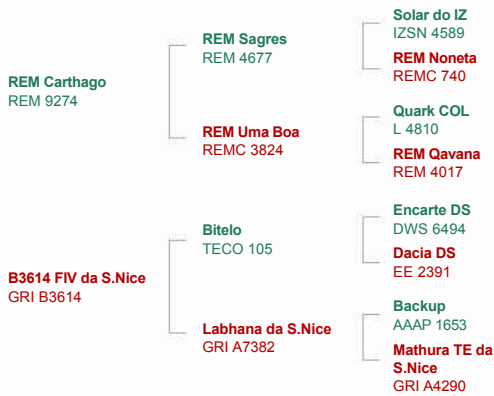 REM Carthago
REM 9274
REM Sagres
REM 4677
Solar do IZ
IZSN 4589
REM Noneta
REMC 740
REM Uma Boa
REMC 3824
Quark COL
L 4810
REM Qavana
REM 4017
B3614 FIV da S.Nice
GRI B3614
Bitelo
TECO 105
Encarte DS
DWS 6494
Dacia DS
EE 2391
Labhana da S.Nice
GRI A7382
Backup
AAAP 1653
Mathura TE da
S.Nice
GRI A4290